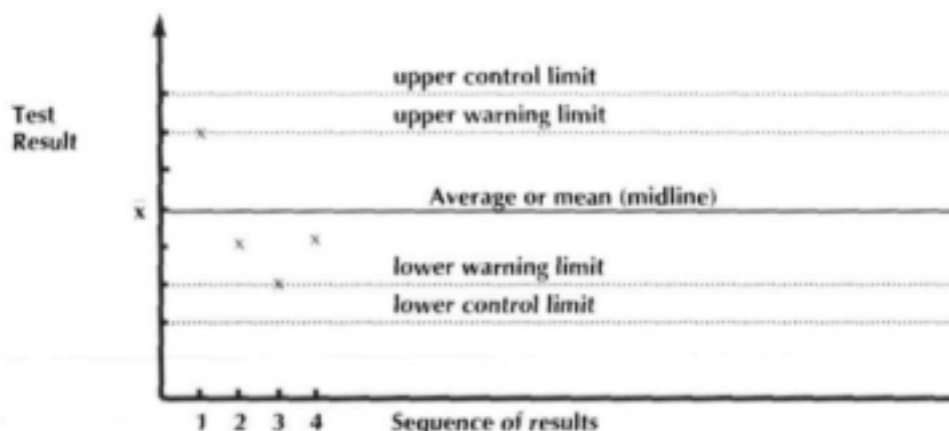 upper control limit
Test
Result
upper warning limit
x̄
Average or mean (midline)
lower warning limit
lower control limit
1 2 3 4
Sequence of results